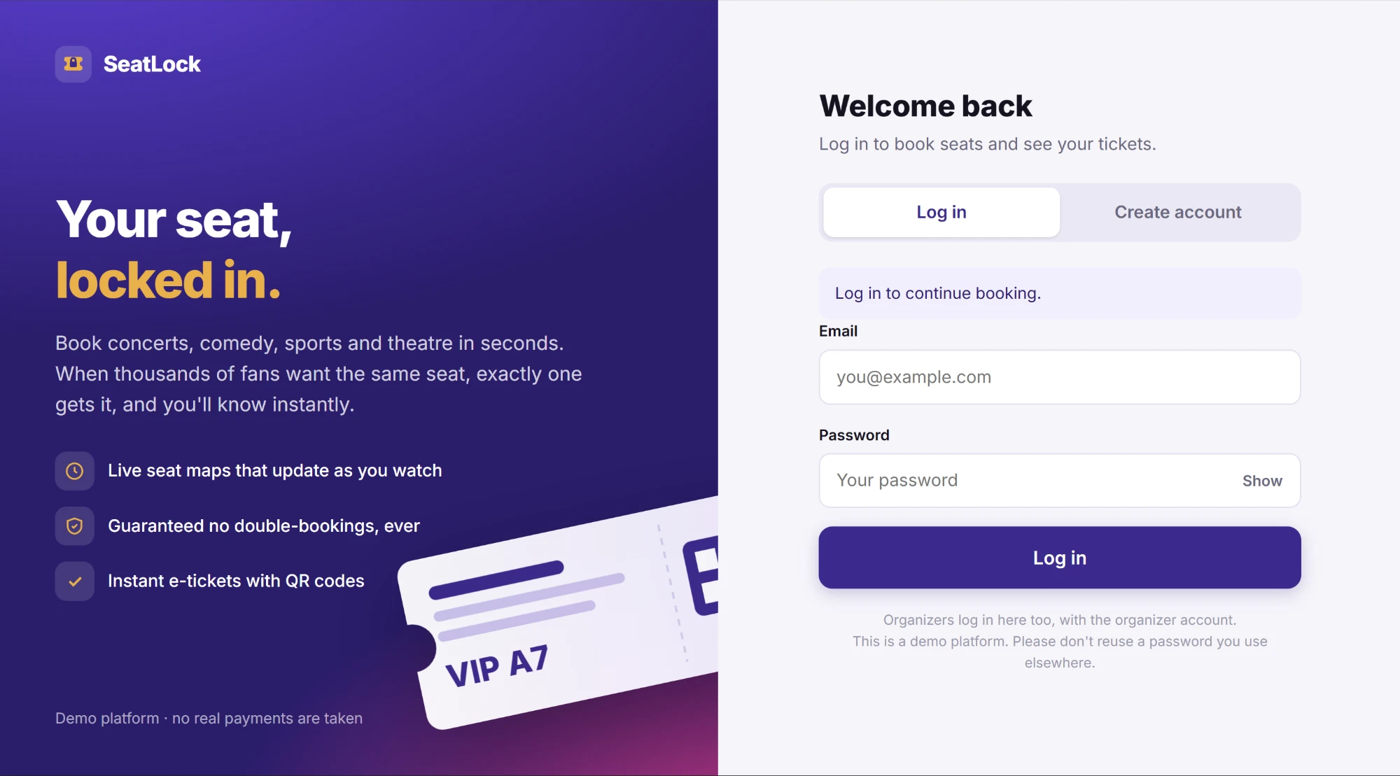 SeatLock
Your seat,
locked in.
Book concerts, comedy, sports and theatre in seconds.
When thousands of fans want the same seat, exactly one
gets it, and you'll know instantly.
Live seat maps that update as you watch
Guaranteed no double-bookings, ever
Instant e-tickets with QR codes
VIP A7
Demo platform · no real payments are taken
Welcome back
Log in to book seats and see your tickets.
Log in
Create account
Log in to continue booking.
Email
you@example.com
Password
Your password
Show
Log in
Organizers log in here too, with the organizer account.
This is a demo platform. Please don't reuse a password you use
elsewhere.